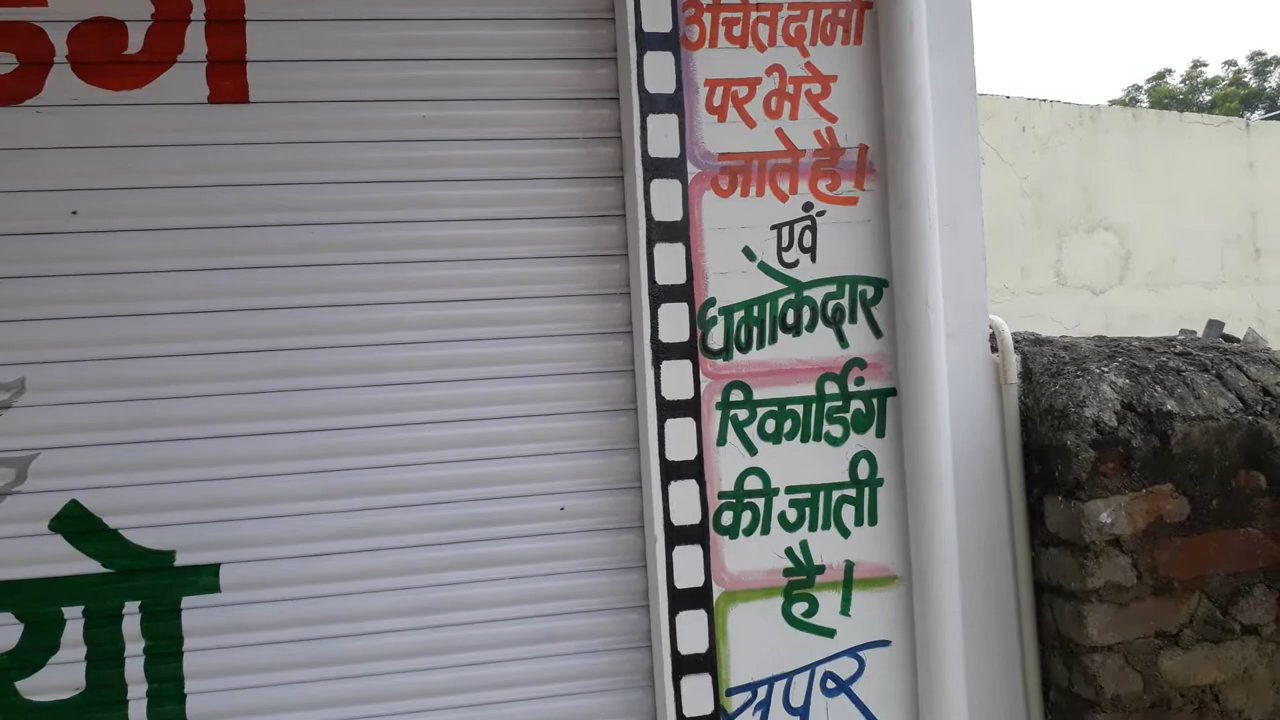 उचित दामो
पर भरे
जाते है।
एवं
धमाकेदार
रिकार्डिंग
की जाती
है।